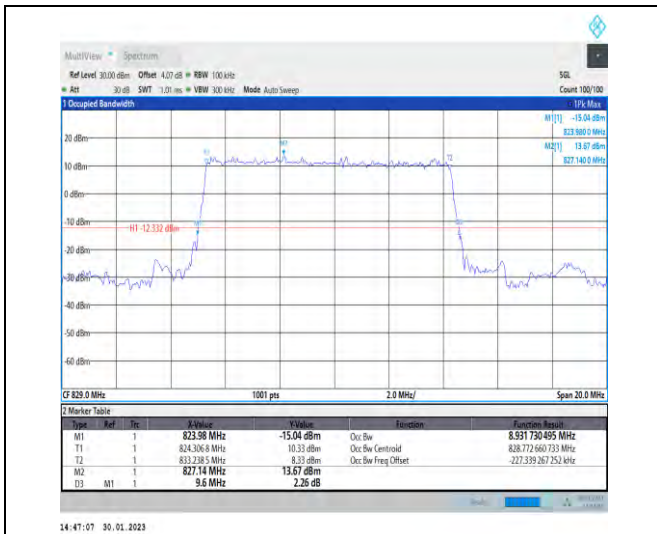 MultiView Spectrum
Ref Level 30.00 dBm Offset 4.07 dB RBW 100 kHz SGL
Att 30 dB SWT 1.01 ms VBW 300 kHz Mode Auto Sweep Count 100/100
1 Occupied Bandwidth 1Pk Max
M1[1] -15.04 dBm
823.980 0 MHz
M2[1] 13.67 dBm
827.140 0 MHz
20 dBm
10 dBm
0 dBm
-10 dBm
H1 -12.332 dBm
-20 dBm
-30 dBm
-40 dBm
-50 dBm
-60 dBm
T1
M2
T2
M1
D3
CF 829.0 MHz 1001 pts 2.0 MHz/ Span 20.0 MHz
2 Marker Table
Type Ref Trc X-Value Y-Value Function Function Result
M1 1 823.98 MHz -15.04 dBm Occ Bw 8.931 730 495 MHz
T1 1 824.306 8 MHz 10.33 dBm Occ Bw Centroid 828.772 660 733 MHz
T2 1 833.238 5 MHz 8.33 dBm Occ Bw Freq Offset -227.339 267 252 kHz
M2 1 827.14 MHz 13.67 dBm
D3 M1 1 9.6 MHz 2.26 dB
14:47:07 30.01.2023